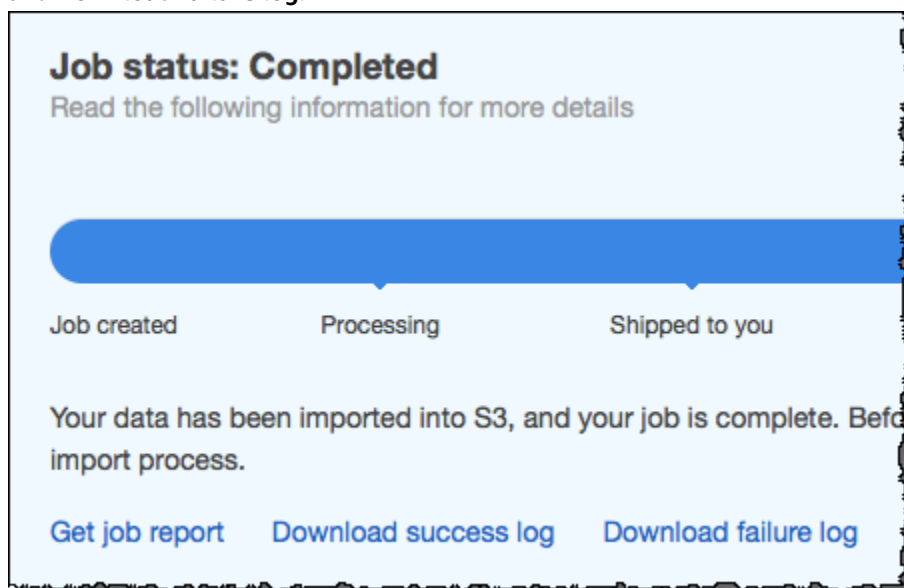 Job status: Completed
Read the following information for more details
Job created Processing Shipped to you
Your data has been imported into S3, and your job is complete.
import process.
Get job report Download success log Download failure log